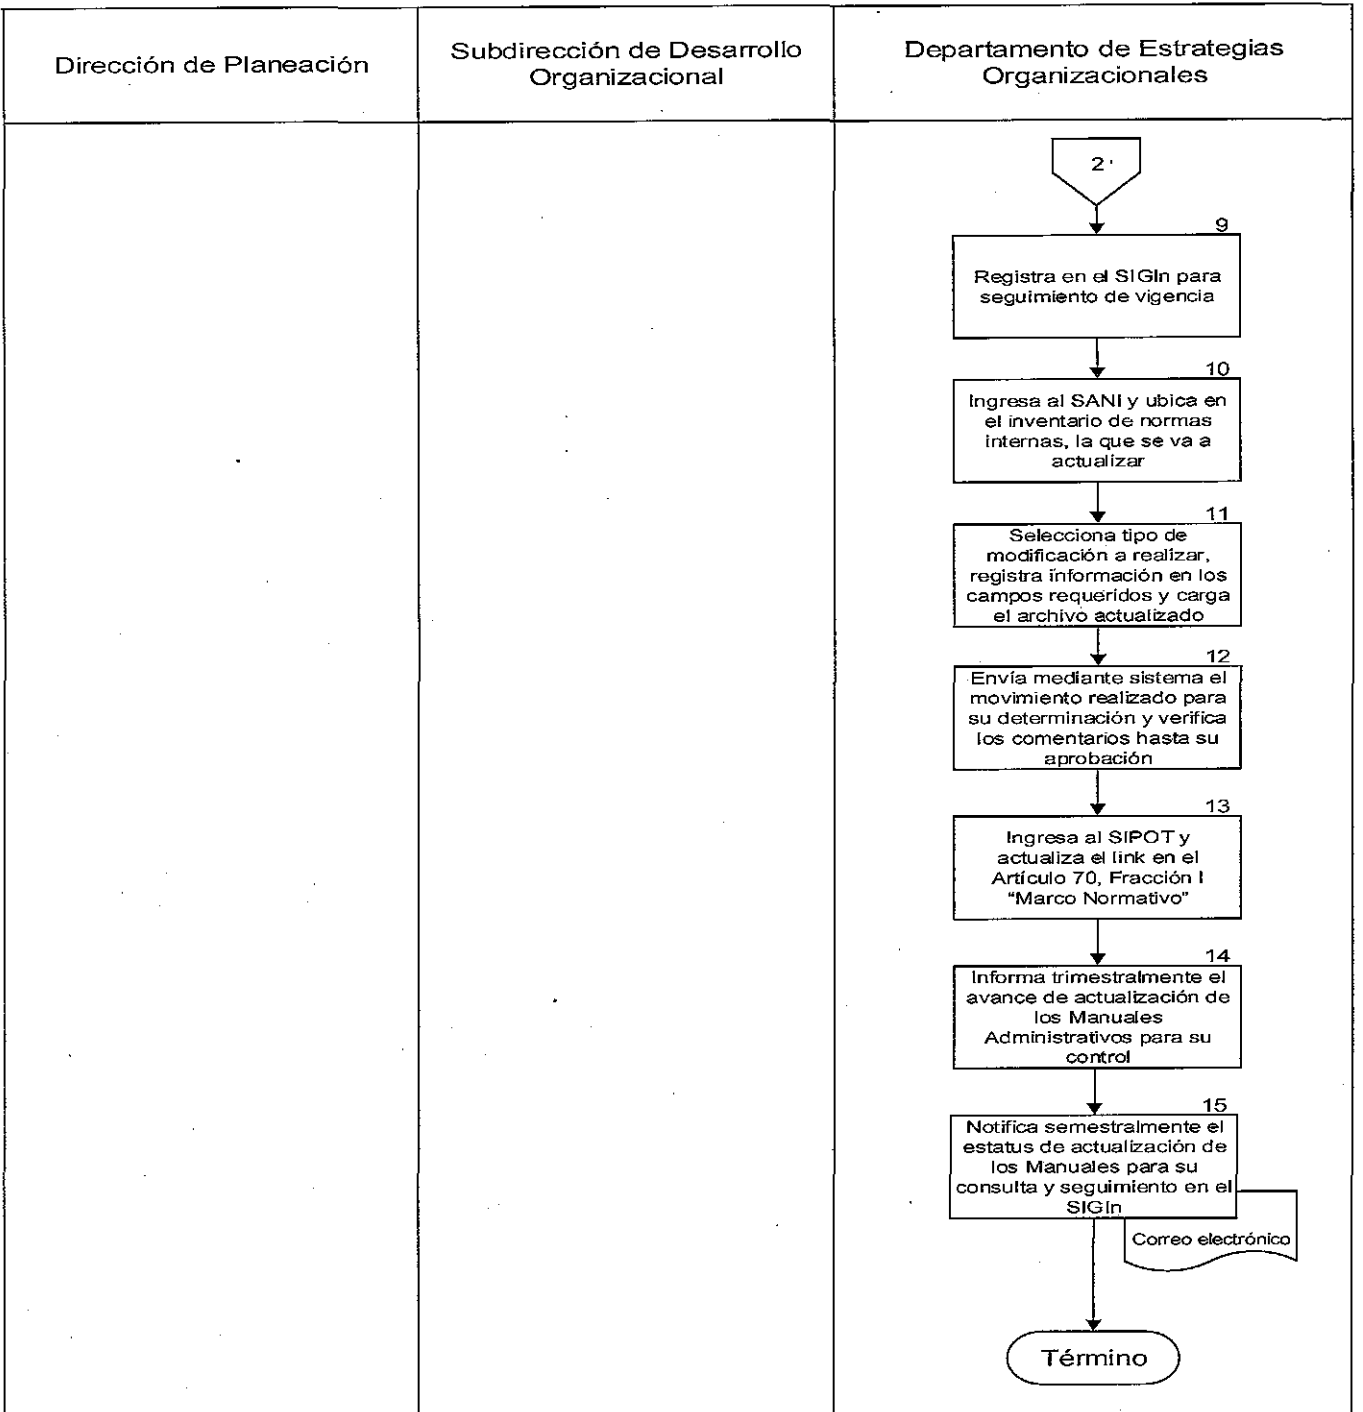 Dirección de Planeación
Subdirección de Desarrollo
Organizacional
Departamento de Estrategias
Organizacionales
2
9
Registra en el SIGIn para
seguimiento de vigencia
10
Ingresa al SANI y ubica en
el inventario de normas
internas, la que se va a
actualizar
11
Selecciona tipo de
modificación a realizar,
registra información en los
campos requeridos y carga
el archivo actualizado
12
Envía mediante sistema el
movimiento realizado para
su determinación y verifica
los comentarios hasta su
aprobación
13
Ingresa al SIPOT y
actualiza el link en el
Artículo 70, Fracción I
“Marco Normativo”
14
Informa trimestralmente el
avance de actualización de
los Manuales
Administrativos para su
control
15
Notifica semestralmente el
estatus de actualización de
los Manuales para su
consulta y seguimiento en el
SIGIn
Correo electrónico
Término